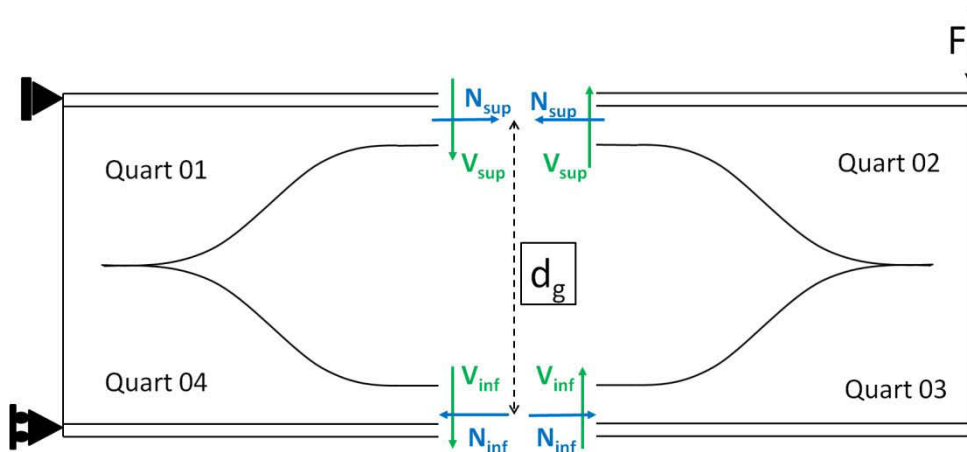 F
N_sup N_sup
V_sup V_sup
Quart 01 Quart 02
d_g
V_inf V_inf
Quart 04 Quart 03
N_inf N_inf